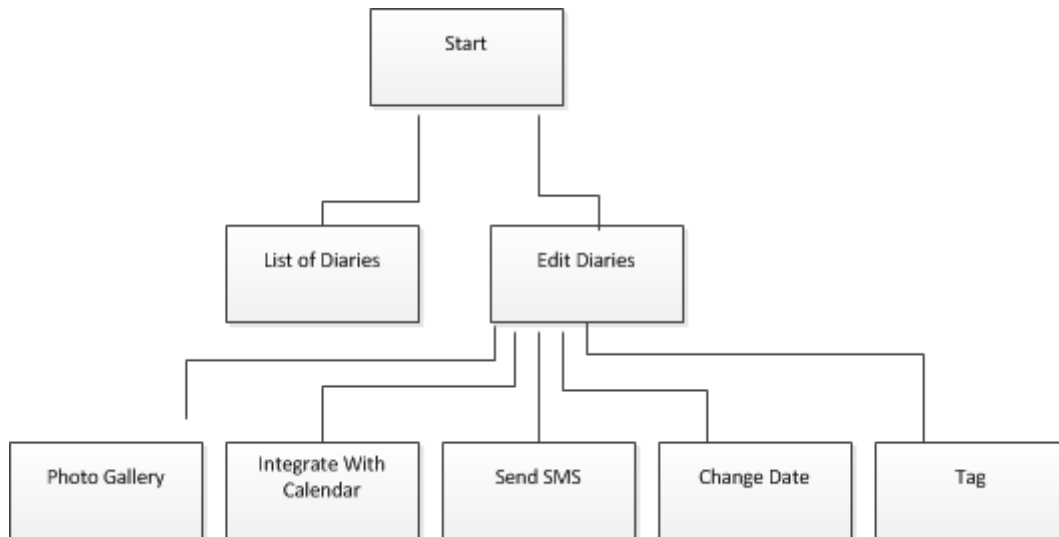 Start
List of Diaries
Edit Diaries
Photo Gallery
Integrate With
Calendar
Send SMS
Change Date
Tag